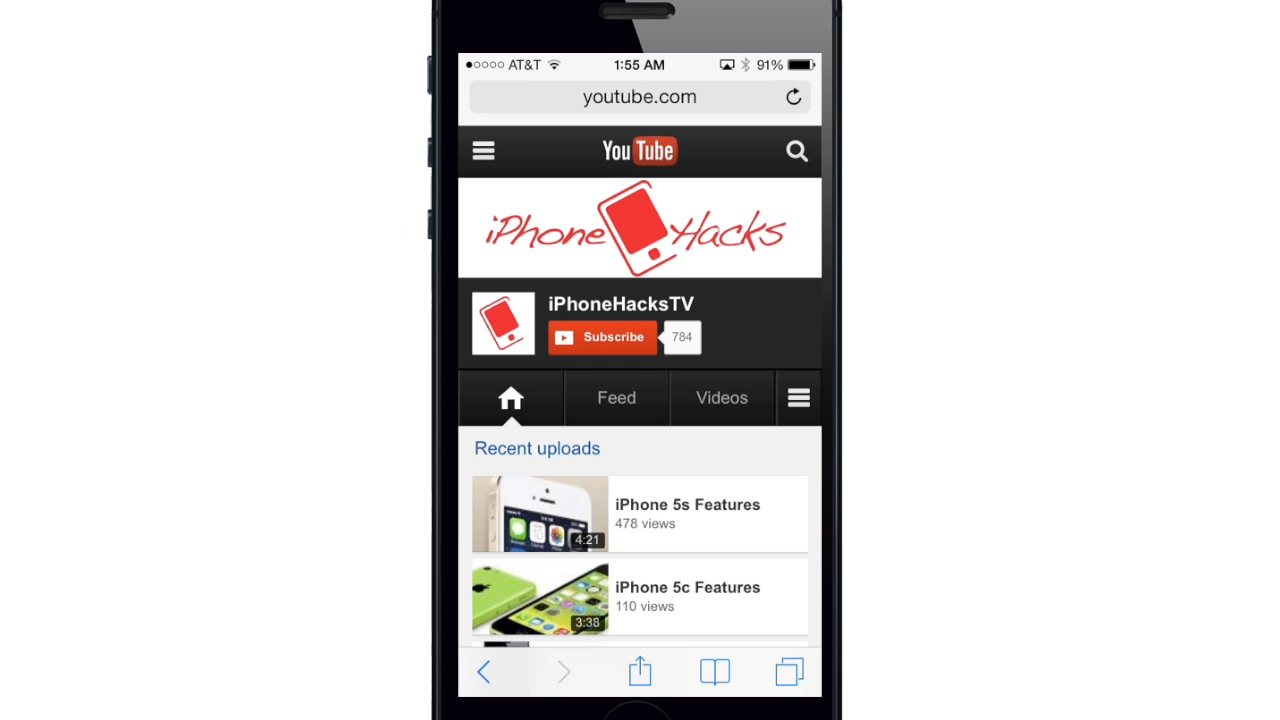 AT&T 1:55 AM 91%
youtube.com
YouTube
iPhone Hacks
iPhoneHacksTV
Subscribe 784
Feed Videos
Recent uploads
iPhone 5s Features
478 views
4:21
iPhone 5c Features
110 views
3:38